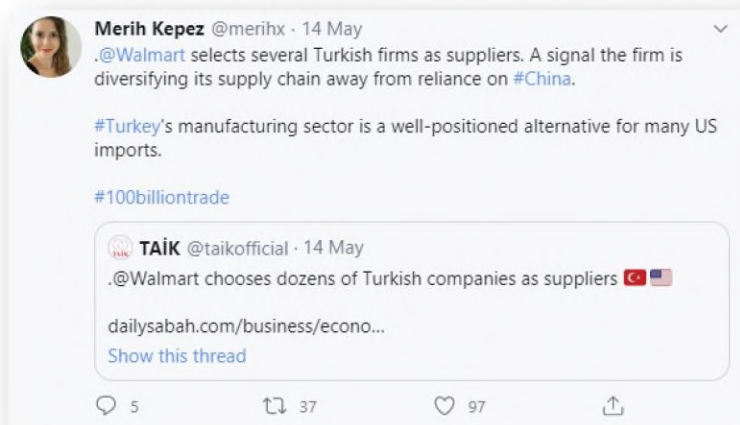 Merih Kepez @merihx · 14 May
.@Walmart selects several Turkish firms as suppliers. A signal the firm is
diversifying its supply chain away from reliance on #China.
#Turkey's manufacturing sector is a well-positioned alternative for many US
imports.
#100billiontrade
TAİK @taikofficial · 14 May
.@Walmart chooses dozens of Turkish companies as suppliers 🇹🇷 🇺🇸
dailysabah.com/business/econo...
Show this thread
5 37 97